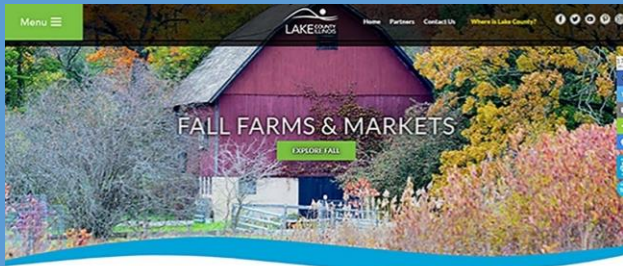 Menu
LAKE COUNTY ILLINOIS
Home Partners Contact Us Where is Lake County?
FALL FARMS & MARKETS
EXPLORE FALL